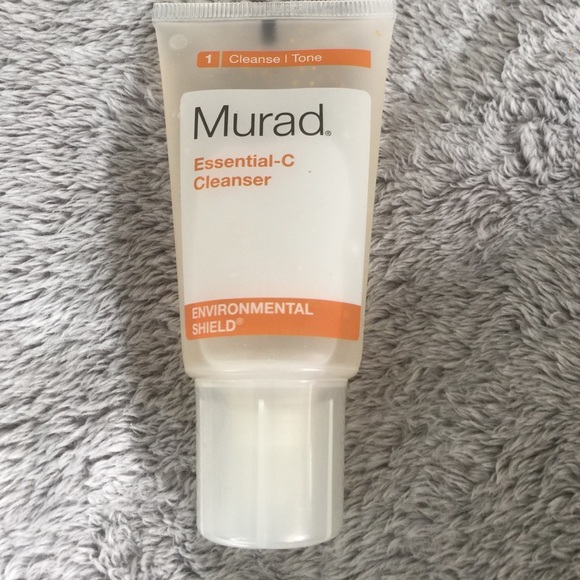 1 | Cleanse | Tone
Murad®
Essential-C
Cleanser
ENVIRONMENTAL
SHIELD®